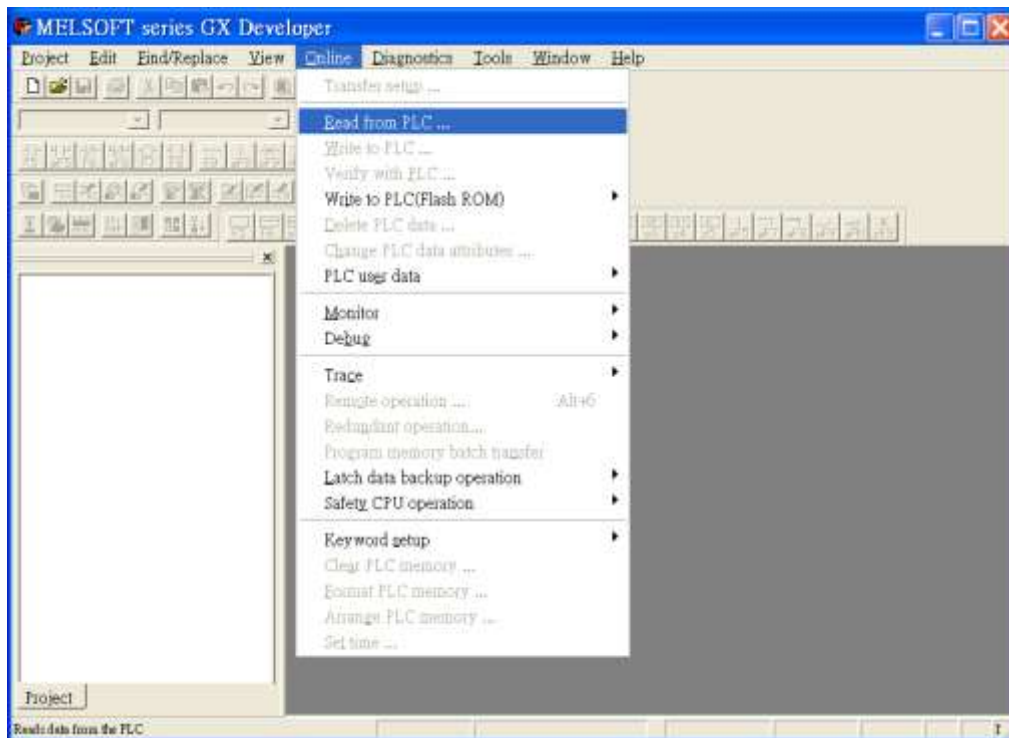 MELSOFT series GX Developer
Project Edit Find/Replace View Online Diagnostics Tools Window Help
Transfer setup ...
Read from PLC ...
Write to PLC ...
Verify with PLC ...
Write to PLC(Flash ROM)
Delete PLC data ...
Change PLC data attributes ...
PLC user data
Monitor
Debug
Trace
Remote operation .... Alt+6
Redundant operation...
Program memory batch transfer
Latch data backup operation
Safety CPU operation
Keyword setup
Clear PLC memory ...
Format PLC memory ...
Arrange PLC memory ...
Set time ...
Project
Reads data from the PLC